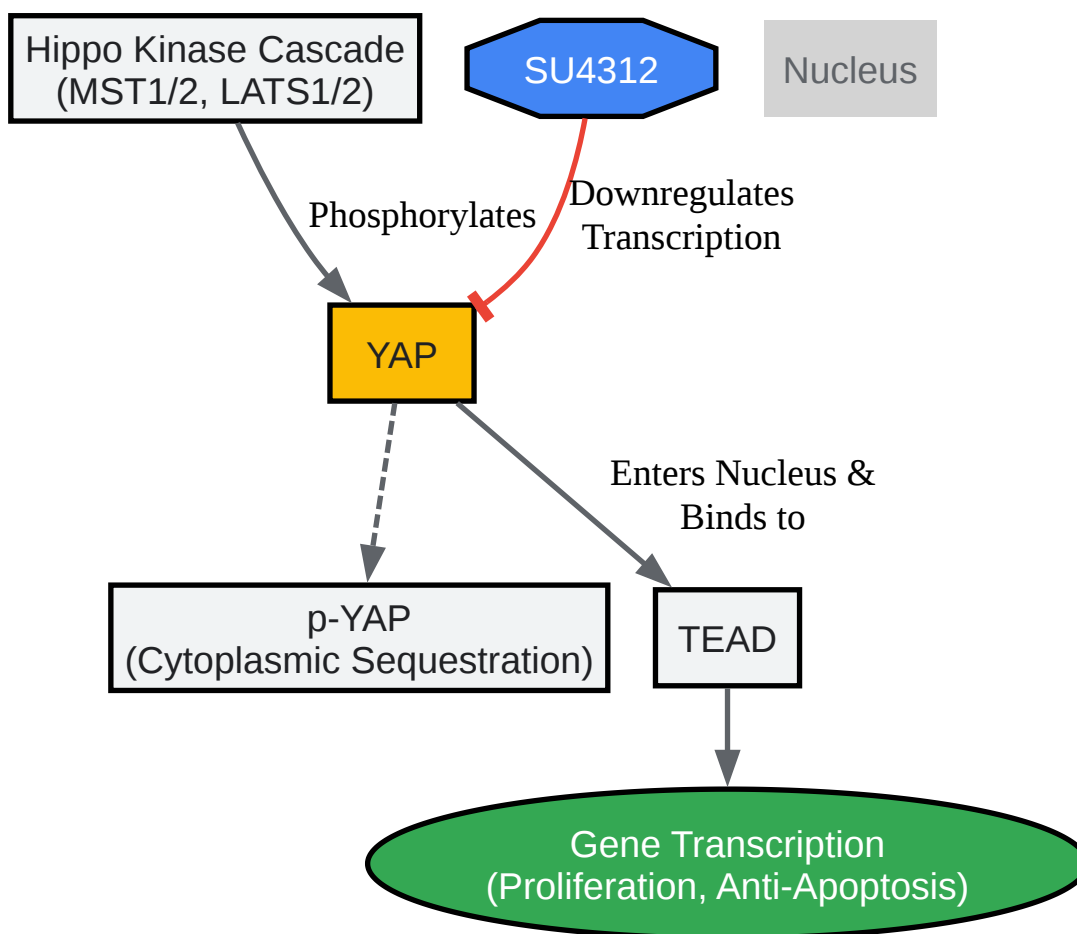 Hippo Kinase Cascade
(MST1/2, LATS1/2)
SU4312
Nucleus
Phosphorylates
Downregulates
Transcription
YAP
Enters Nucleus &
Binds to
p-YAP
(Cytoplasmic Sequestration)
TEAD
Gene Transcription
(Proliferation, Anti-Apoptosis)